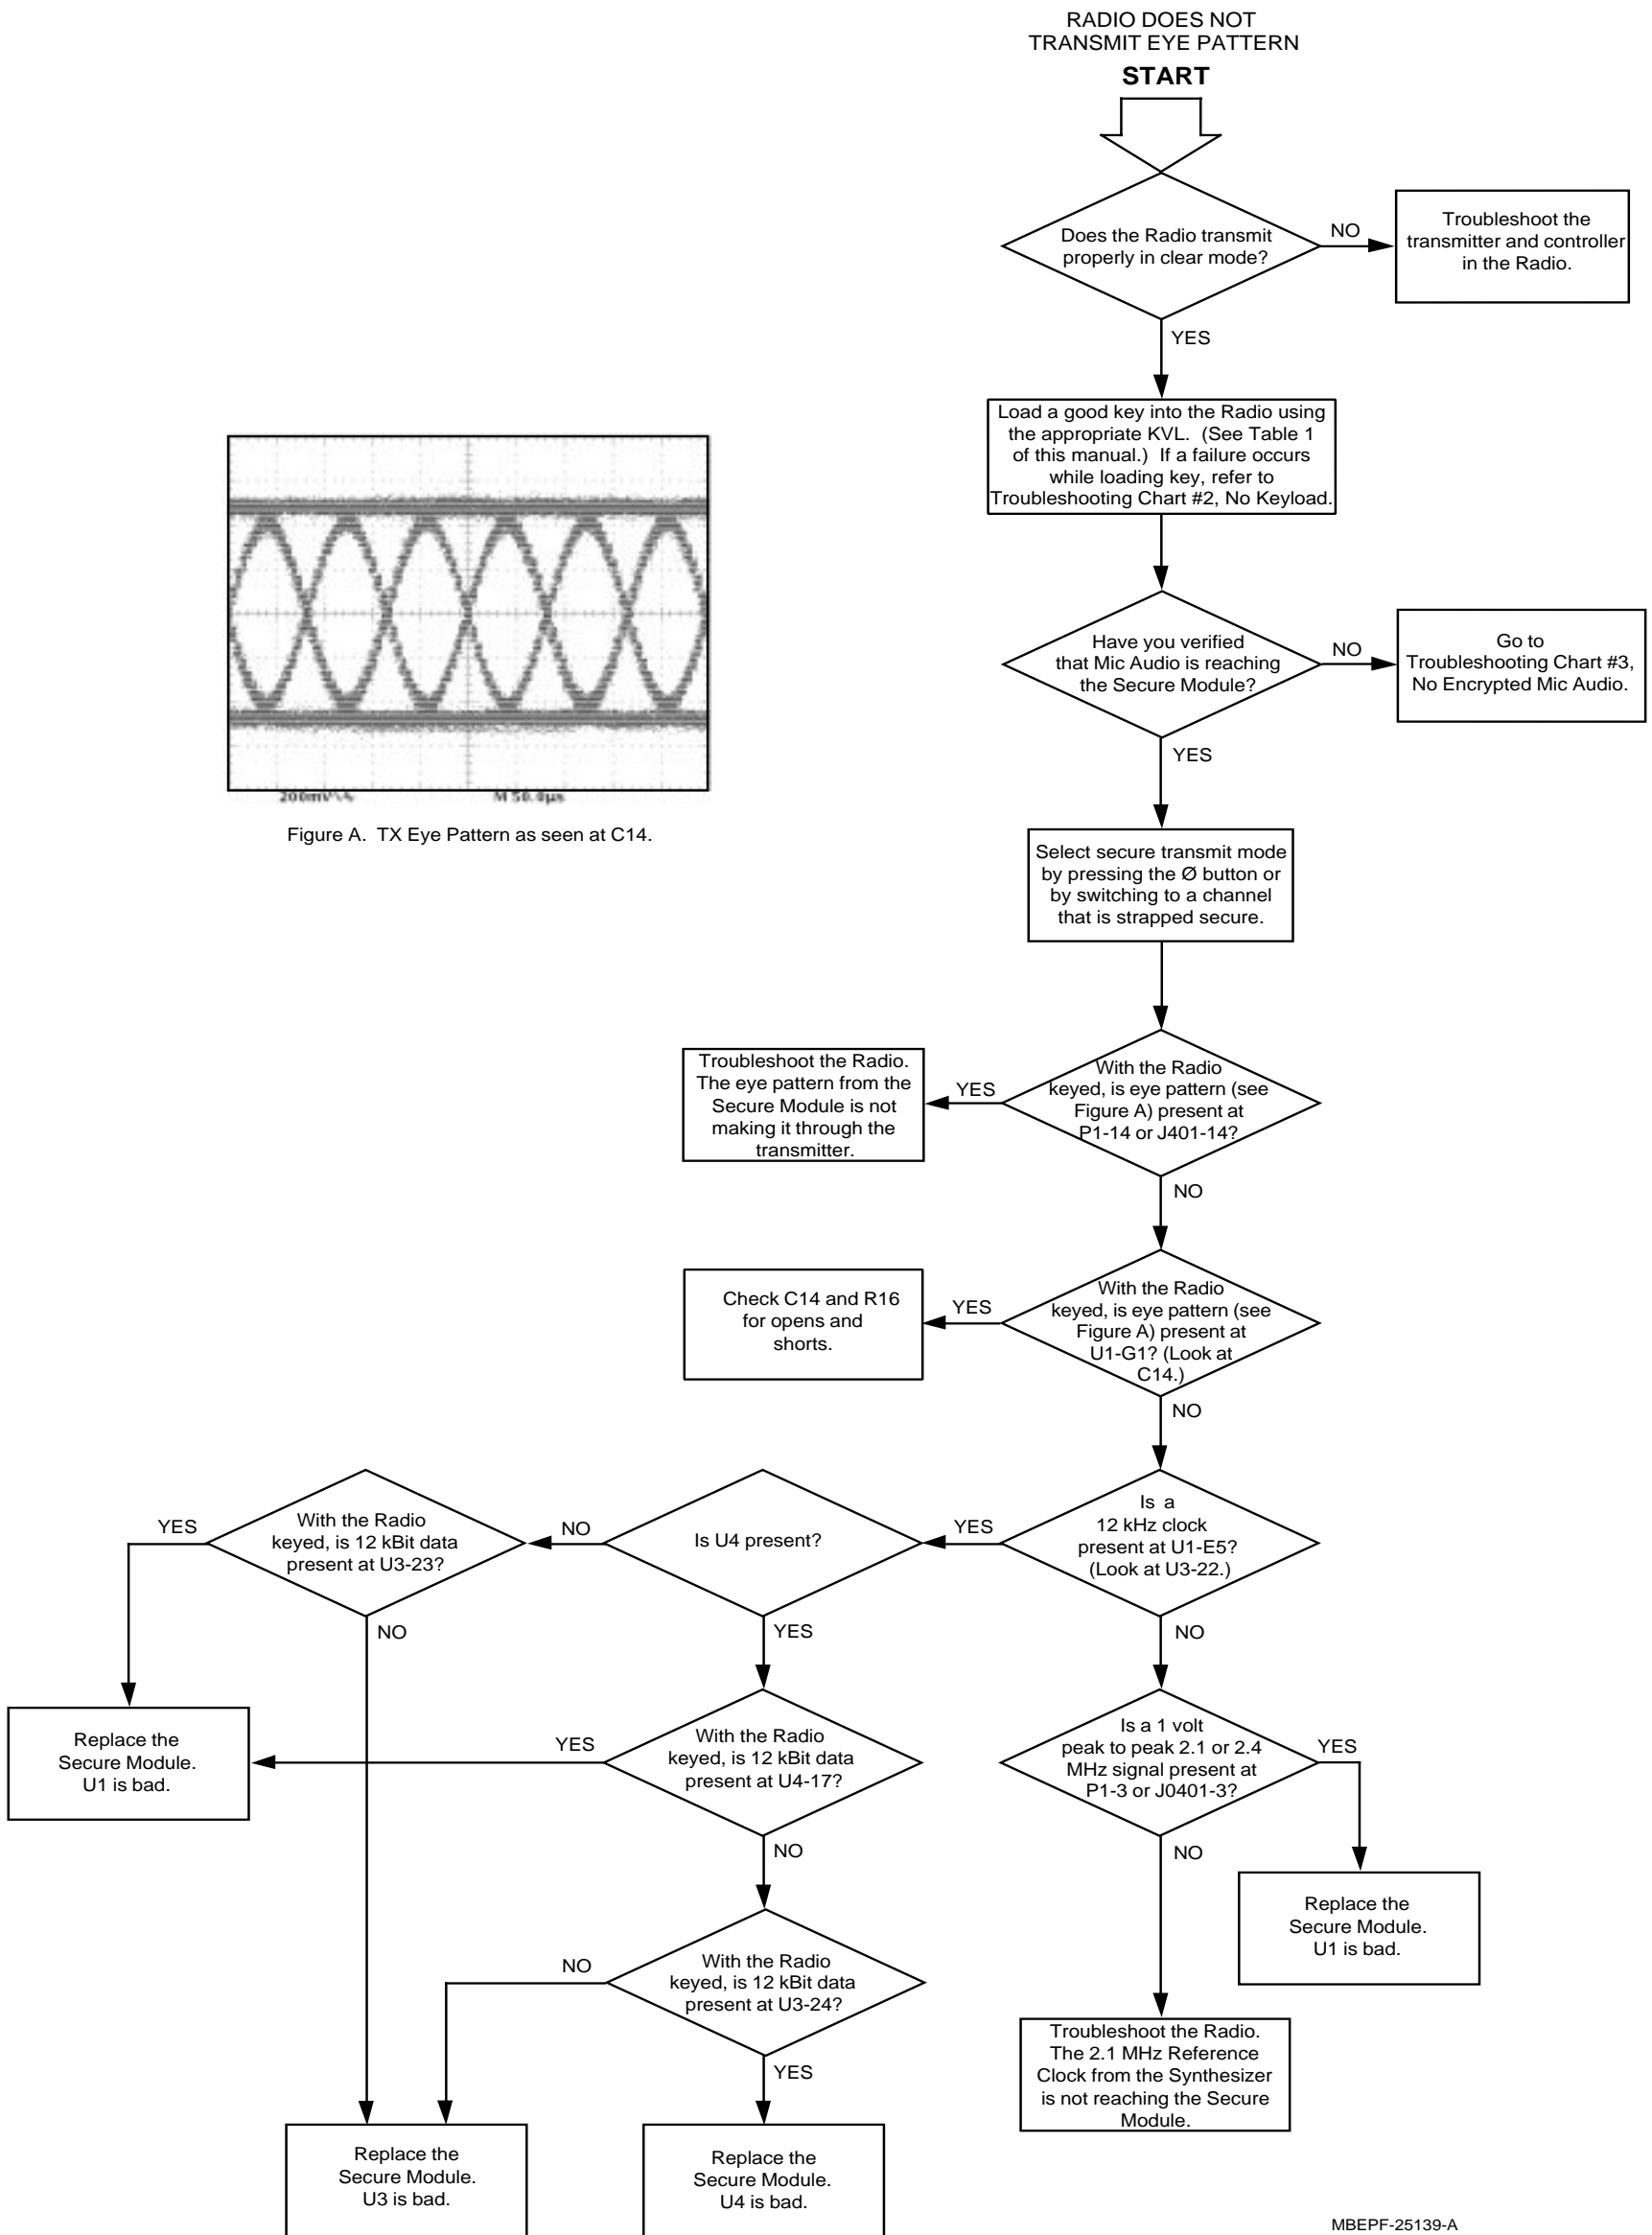 RADIO DOES NOT
TRANSMIT EYE PATTERN
START
Does the Radio transmit
properly in clear mode?
NO
Troubleshoot the
transmitter and controller
in the Radio.
YES
Load a good key into the Radio using
the appropriate KVL. (See Table 1
of this manual.) If a failure occurs
while loading key, refer to
Troubleshooting Chart #2, No Keyload.
200mV
M 50.0µs
Figure A. TX Eye Pattern as seen at C14.
Have you verified
that Mic Audio is reaching
the Secure Module?
NO
Go to
Troubleshooting Chart #3,
No Encrypted Mic Audio.
YES
Select secure transmit mode
by pressing the Ø button or
by switching to a channel
that is strapped secure.
With the Radio
keyed, is eye pattern (see
Figure A) present at
P1-14 or J401-14?
YES
Troubleshoot the Radio.
The eye pattern from the
Secure Module is not
making it through the
transmitter.
NO
With the Radio
keyed, is eye pattern (see
Figure A) present at
U1-G1? (Look at
C14.)
YES
Check C14 and R16
for opens and
shorts.
NO
Is a
12 kHz clock
present at U1-E5?
(Look at U3-22.)
YES
Is U4 present?
NO
With the Radio
keyed, is 12 kBit data
present at U3-23?
YES
NO
YES
NO
Replace the
Secure Module.
U1 is bad.
YES
With the Radio
keyed, is 12 kBit data
present at U4-17?
Is a 1 volt
peak to peak 2.1 or 2.4
MHz signal present at
P1-3 or J0401-3?
YES
NO
NO
Replace the
Secure Module.
U1 is bad.
NO
With the Radio
keyed, is 12 kBit data
present at U3-24?
YES
Troubleshoot the Radio.
The 2.1 MHz Reference
Clock from the Synthesizer
is not reaching the Secure
Module.
Replace the
Secure Module.
U3 is bad.
Replace the
Secure Module.
U4 is bad.
MBEPF-25139-A